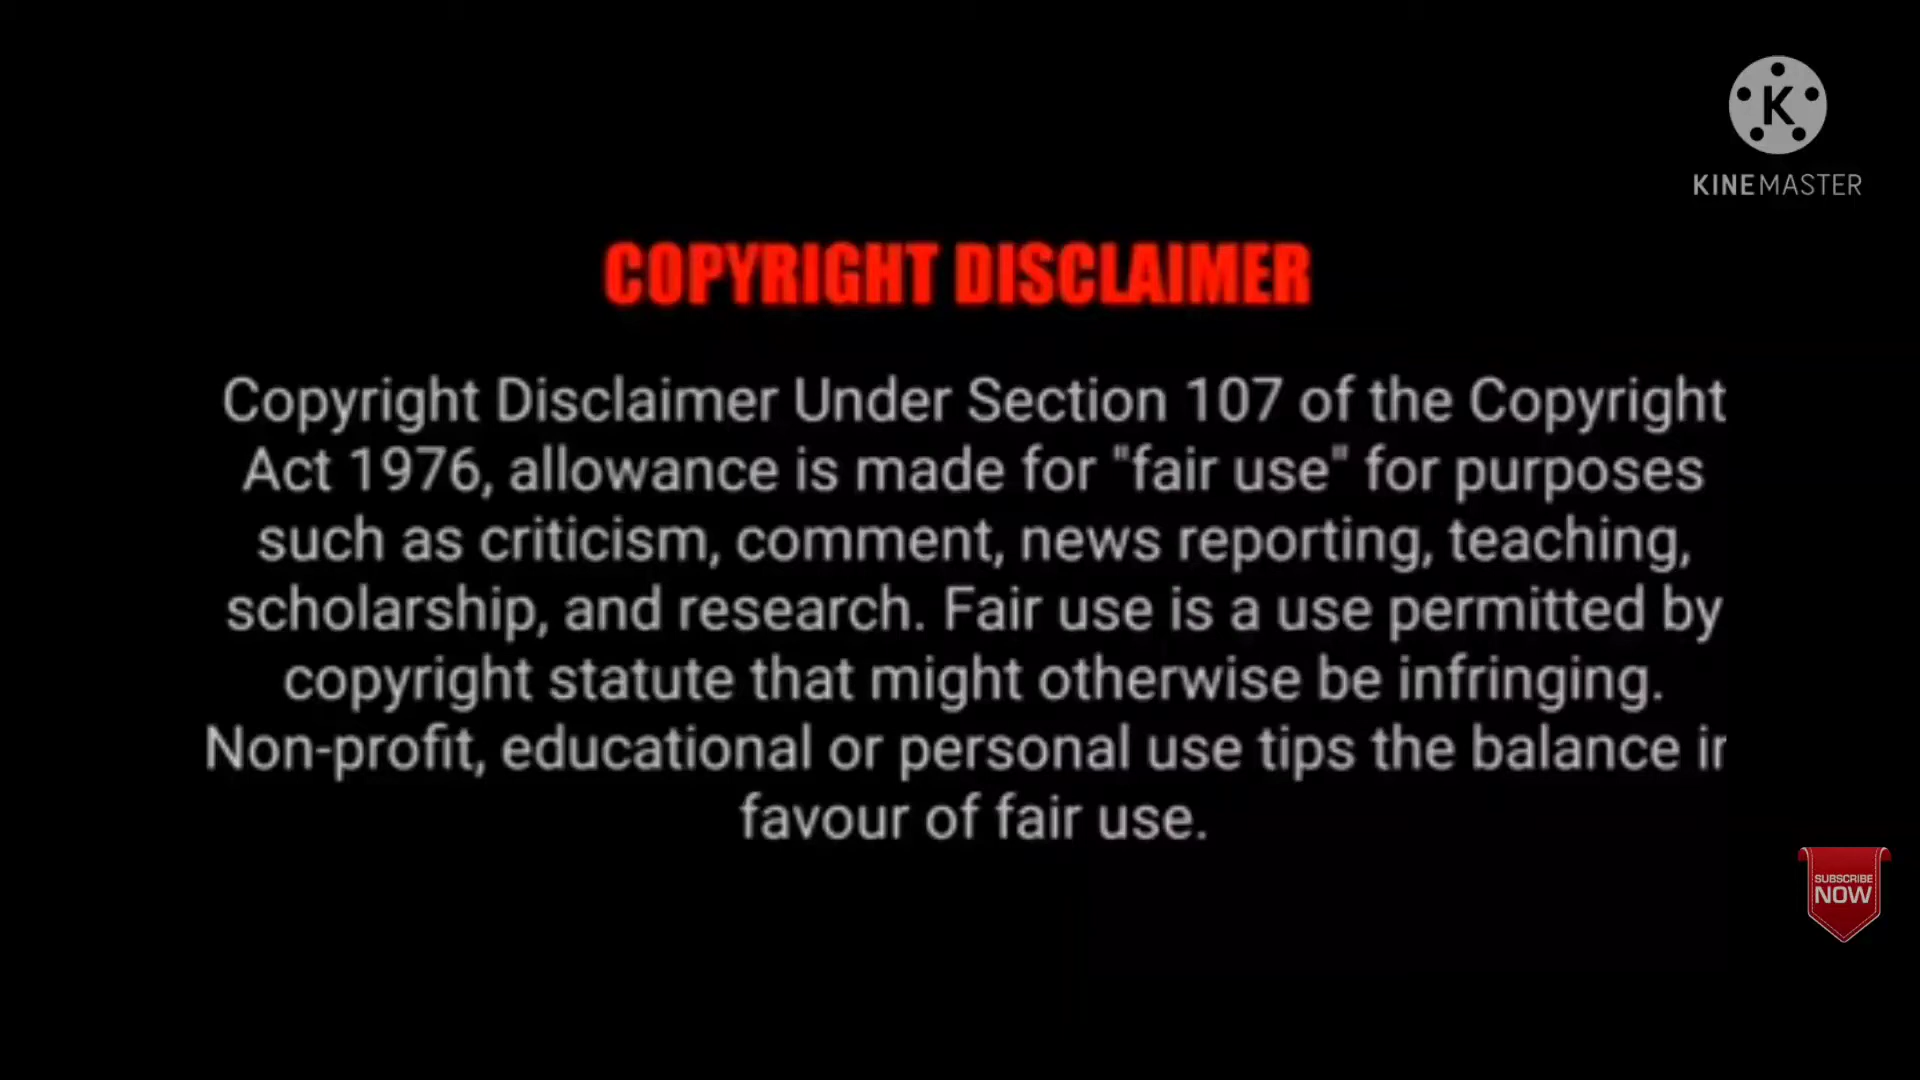 K
KINEMASTER
COPYRIGHT DISCLAIMER
Copyright Disclaimer Under Section 107 of the Copyright
Act 1976, allowance is made for "fair use" for purposes
such as criticism, comment, news reporting, teaching,
scholarship, and research. Fair use is a use permitted by
copyright statute that might otherwise be infringing.
Non-profit, educational or personal use tips the balance in
favour of fair use.
SUBSCRIBE
NOW